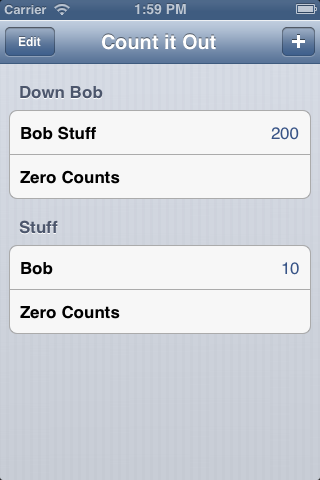 Carrier 1:59 PM
Edit Count it Out +
Down Bob
Bob Stuff 200
Zero Counts
Stuff
Bob 10
Zero Counts